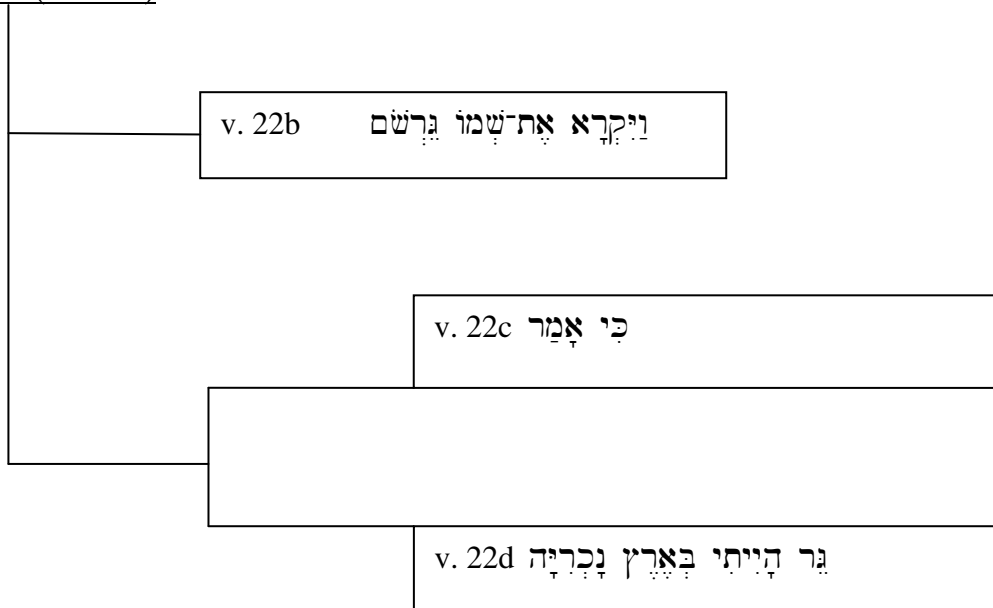 v. 22b וַיִּקְרָא אֶת־שְׁמוֹ גֵּרְשֹׁם
v. 22c כִּי אָמַר
v. 22d גֵּר הָיִיתִי בְּאֶרֶץ נָכְרִיָּה